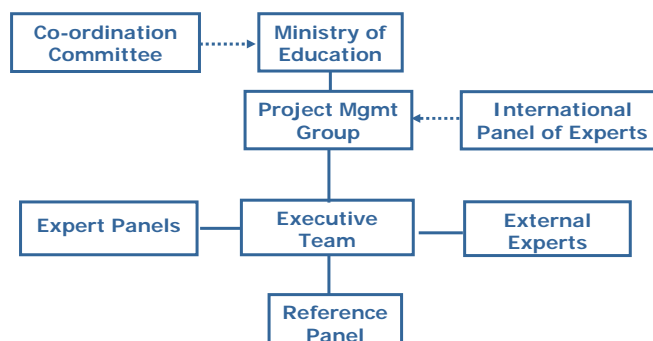 Co-ordination
Committee
Ministry of
Education
Project Mgmt
Group
International
Panel of Experts
Expert Panels
Executive
Team
External
Experts
Reference
Panel